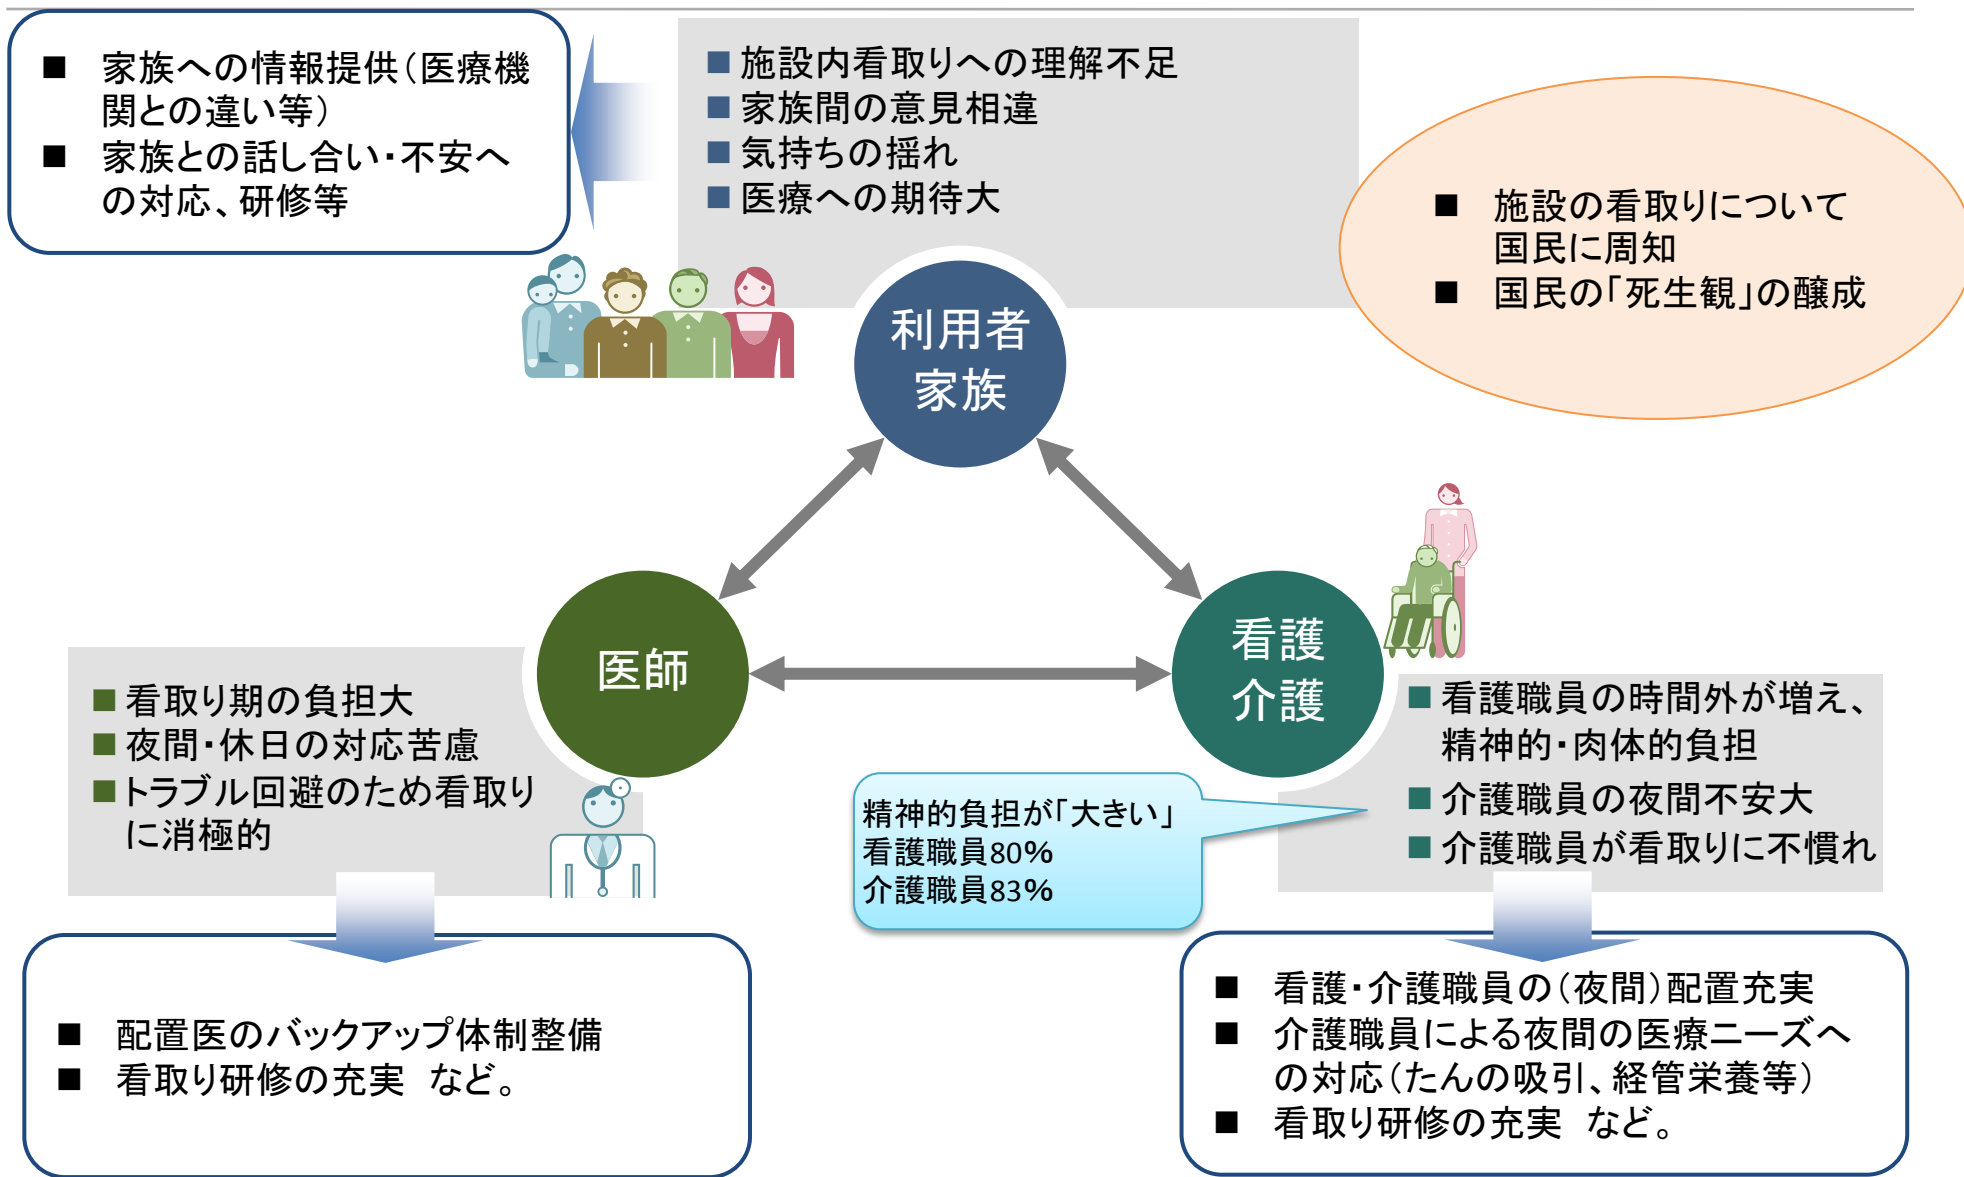 ■ 家族への情報提供(医療機
関との違い等)
■ 家族との話し合い・不安へ
の対応、研修等
■施設内看取りへの理解不足
■家族間の意見相違
■気持ちの揺れ
■医療への期待大
■ 施設の看取りについて
国民に周知
■ 国民の「死生観」の醸成
利用者
家族
医師
看護
介護
■看取り期の負担大
■夜間・休日の対応苦慮
■トラブル回避のため看取り
に消極的
精神的負担が「大きい」
看護職員80%
介護職員83%
■看護職員の時間外が増え、
精神的・肉体的負担
■介護職員の夜間不安大
■介護職員が看取りに不慣れ
■ 配置医のバックアップ体制整備
■ 看取り研修の充実 など。
■ 看護・介護職員の(夜間)配置充実
■ 介護職員による夜間の医療ニーズへ
の対応(たんの吸引、経管栄養等)
■ 看取り研修の充実 など。